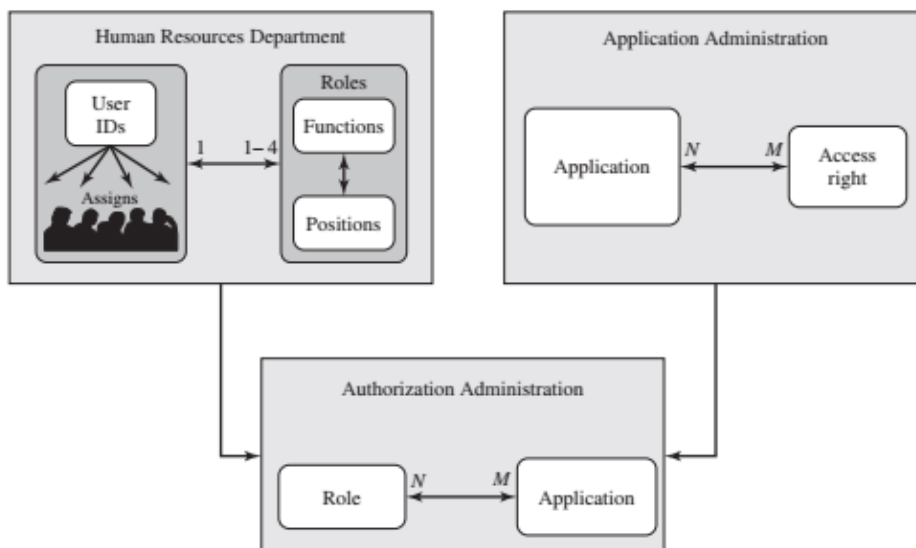 Human Resources Department
User
IDs
Assigns
1
1–4
Roles
Functions
Positions
Application Administration
Application
N
M
Access
right
Authorization Administration
Role
N
M
Application